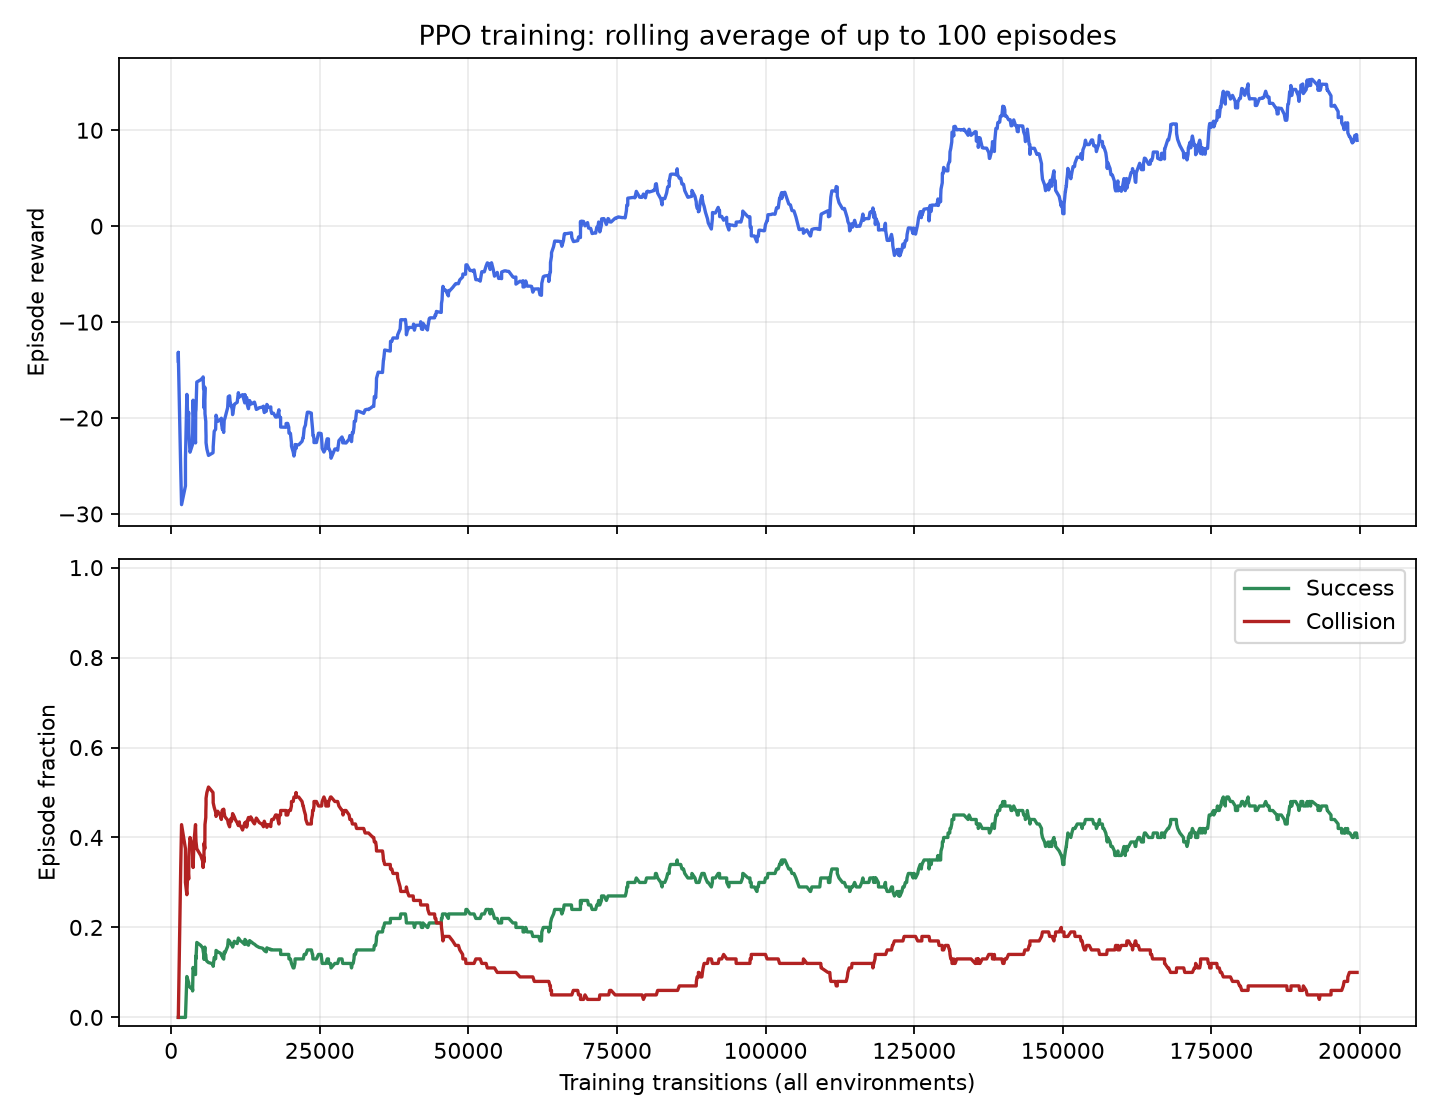 PPO training: rolling average of up to 100 episodes
Episode reward
10
0
−10
−20
−30
Episode fraction
1.0
0.8
0.6
0.4
0.2
0.0
Success
Collision
0 25000 50000 75000 100000 125000 150000 175000 200000
Training transitions (all environments)